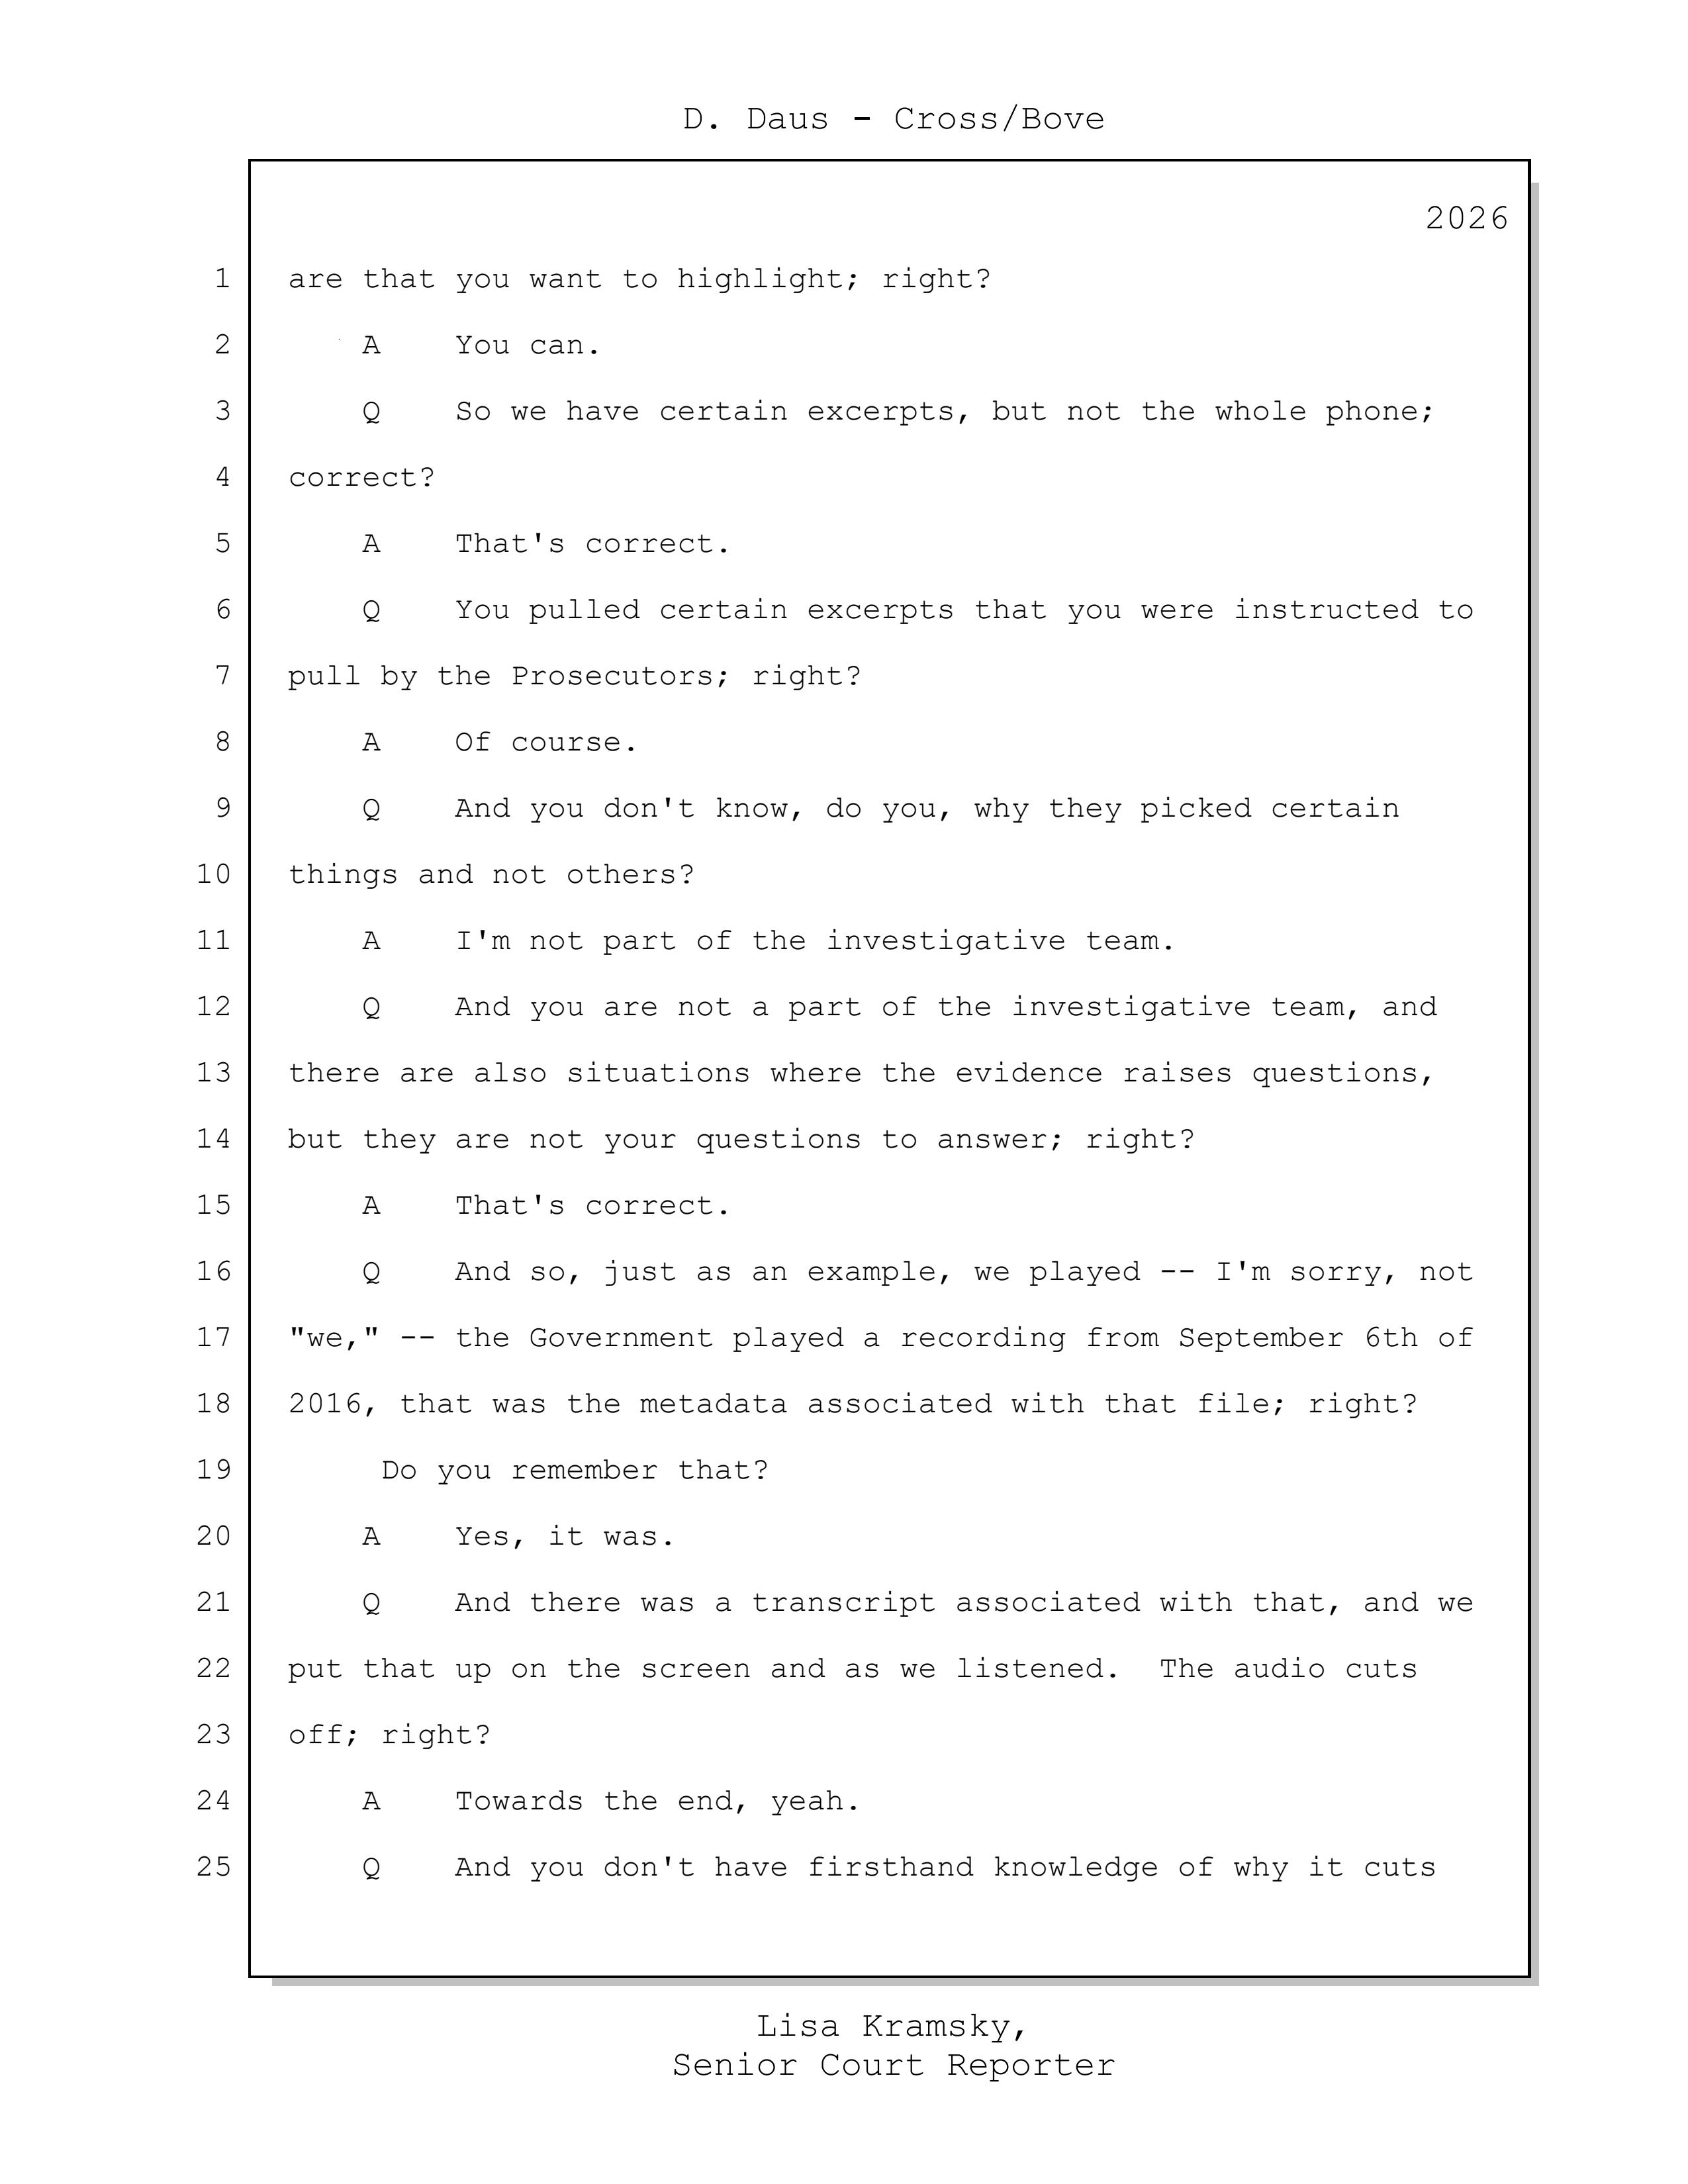 D. Daus - Cross/Bove
2026
1 are that you want to highlight; right?
2 A You can.
3 Q So we have certain excerpts, but not the whole phone;
4 correct?
5 A That's correct.
6 Q You pulled certain excerpts that you were instructed to
7 pull by the Prosecutors; right?
8 A Of course.
9 Q And you don't know, do you, why they picked certain
10 things and not others?
11 A I'm not part of the investigative team.
12 Q And you are not a part of the investigative team, and
13 there are also situations where the evidence raises questions,
14 but they are not your questions to answer; right?
15 A That's correct.
16 Q And so, just as an example, we played -- I'm sorry, not
17 "we," -- the Government played a recording from September 6th of
18 2016, that was the metadata associated with that file; right?
19 Do you remember that?
20 A Yes, it was.
21 Q And there was a transcript associated with that, and we
22 put that up on the screen and as we listened. The audio cuts
23 off; right?
24 A Towards the end, yeah.
25 Q And you don't have firsthand knowledge of why it cuts
Lisa Kramsky,
Senior Court Reporter